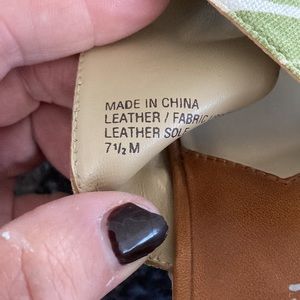 MADE IN CHINA
LEATHER / FABRIC
LEATHER SOLE
7½ M